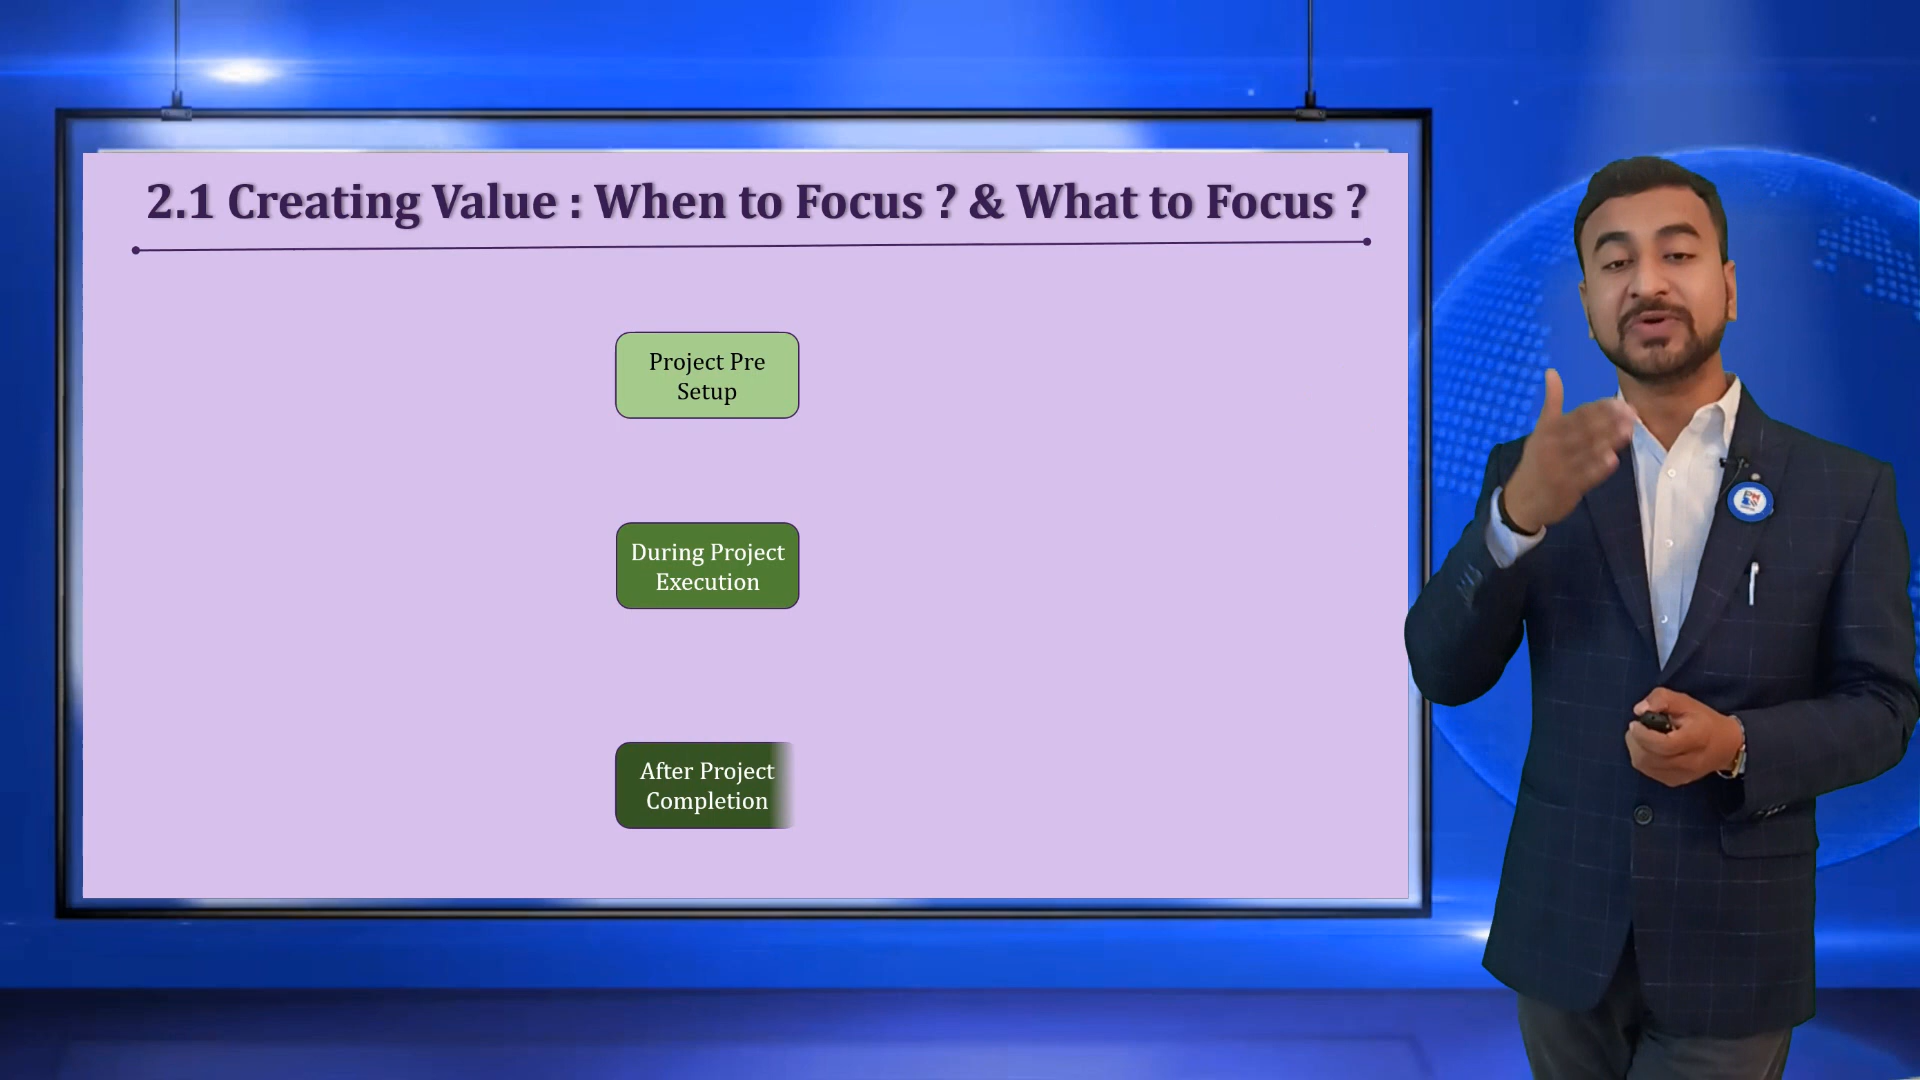 2.1 Creating Value : When to Focus ? & What to Focus ?
Project Pre
Setup
During Project
Execution
After Project
Completion